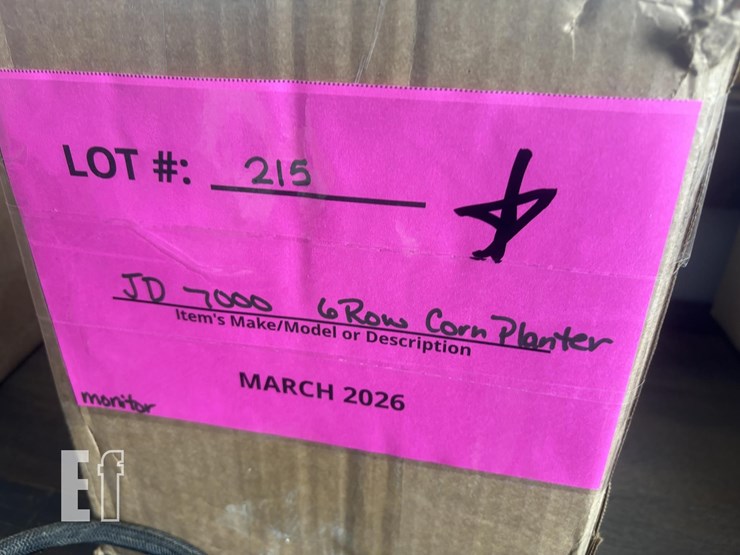 LOT #: 215
JD 7000 6 Row Corn Planter
Item's Make/Model or Description
MARCH 2026
monitor
Ef